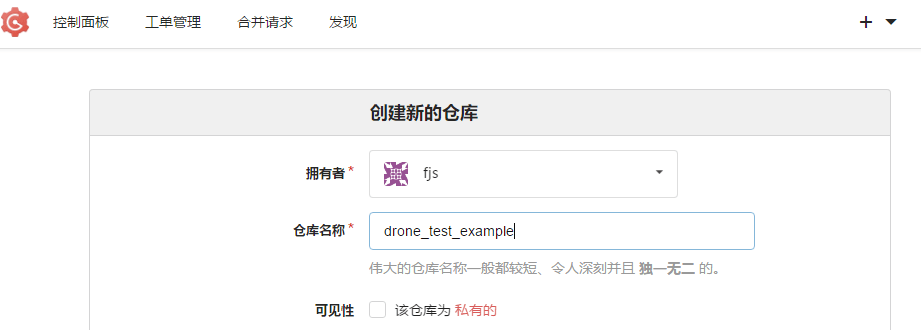 控制面板 工单管理 合并请求 发现
创建新的仓库
拥有者* fjs
仓库名称* drone_test_example
伟大的仓库名称一般都较短、令人深刻并且 独一无二 的。
可见性 该仓库为 私有的